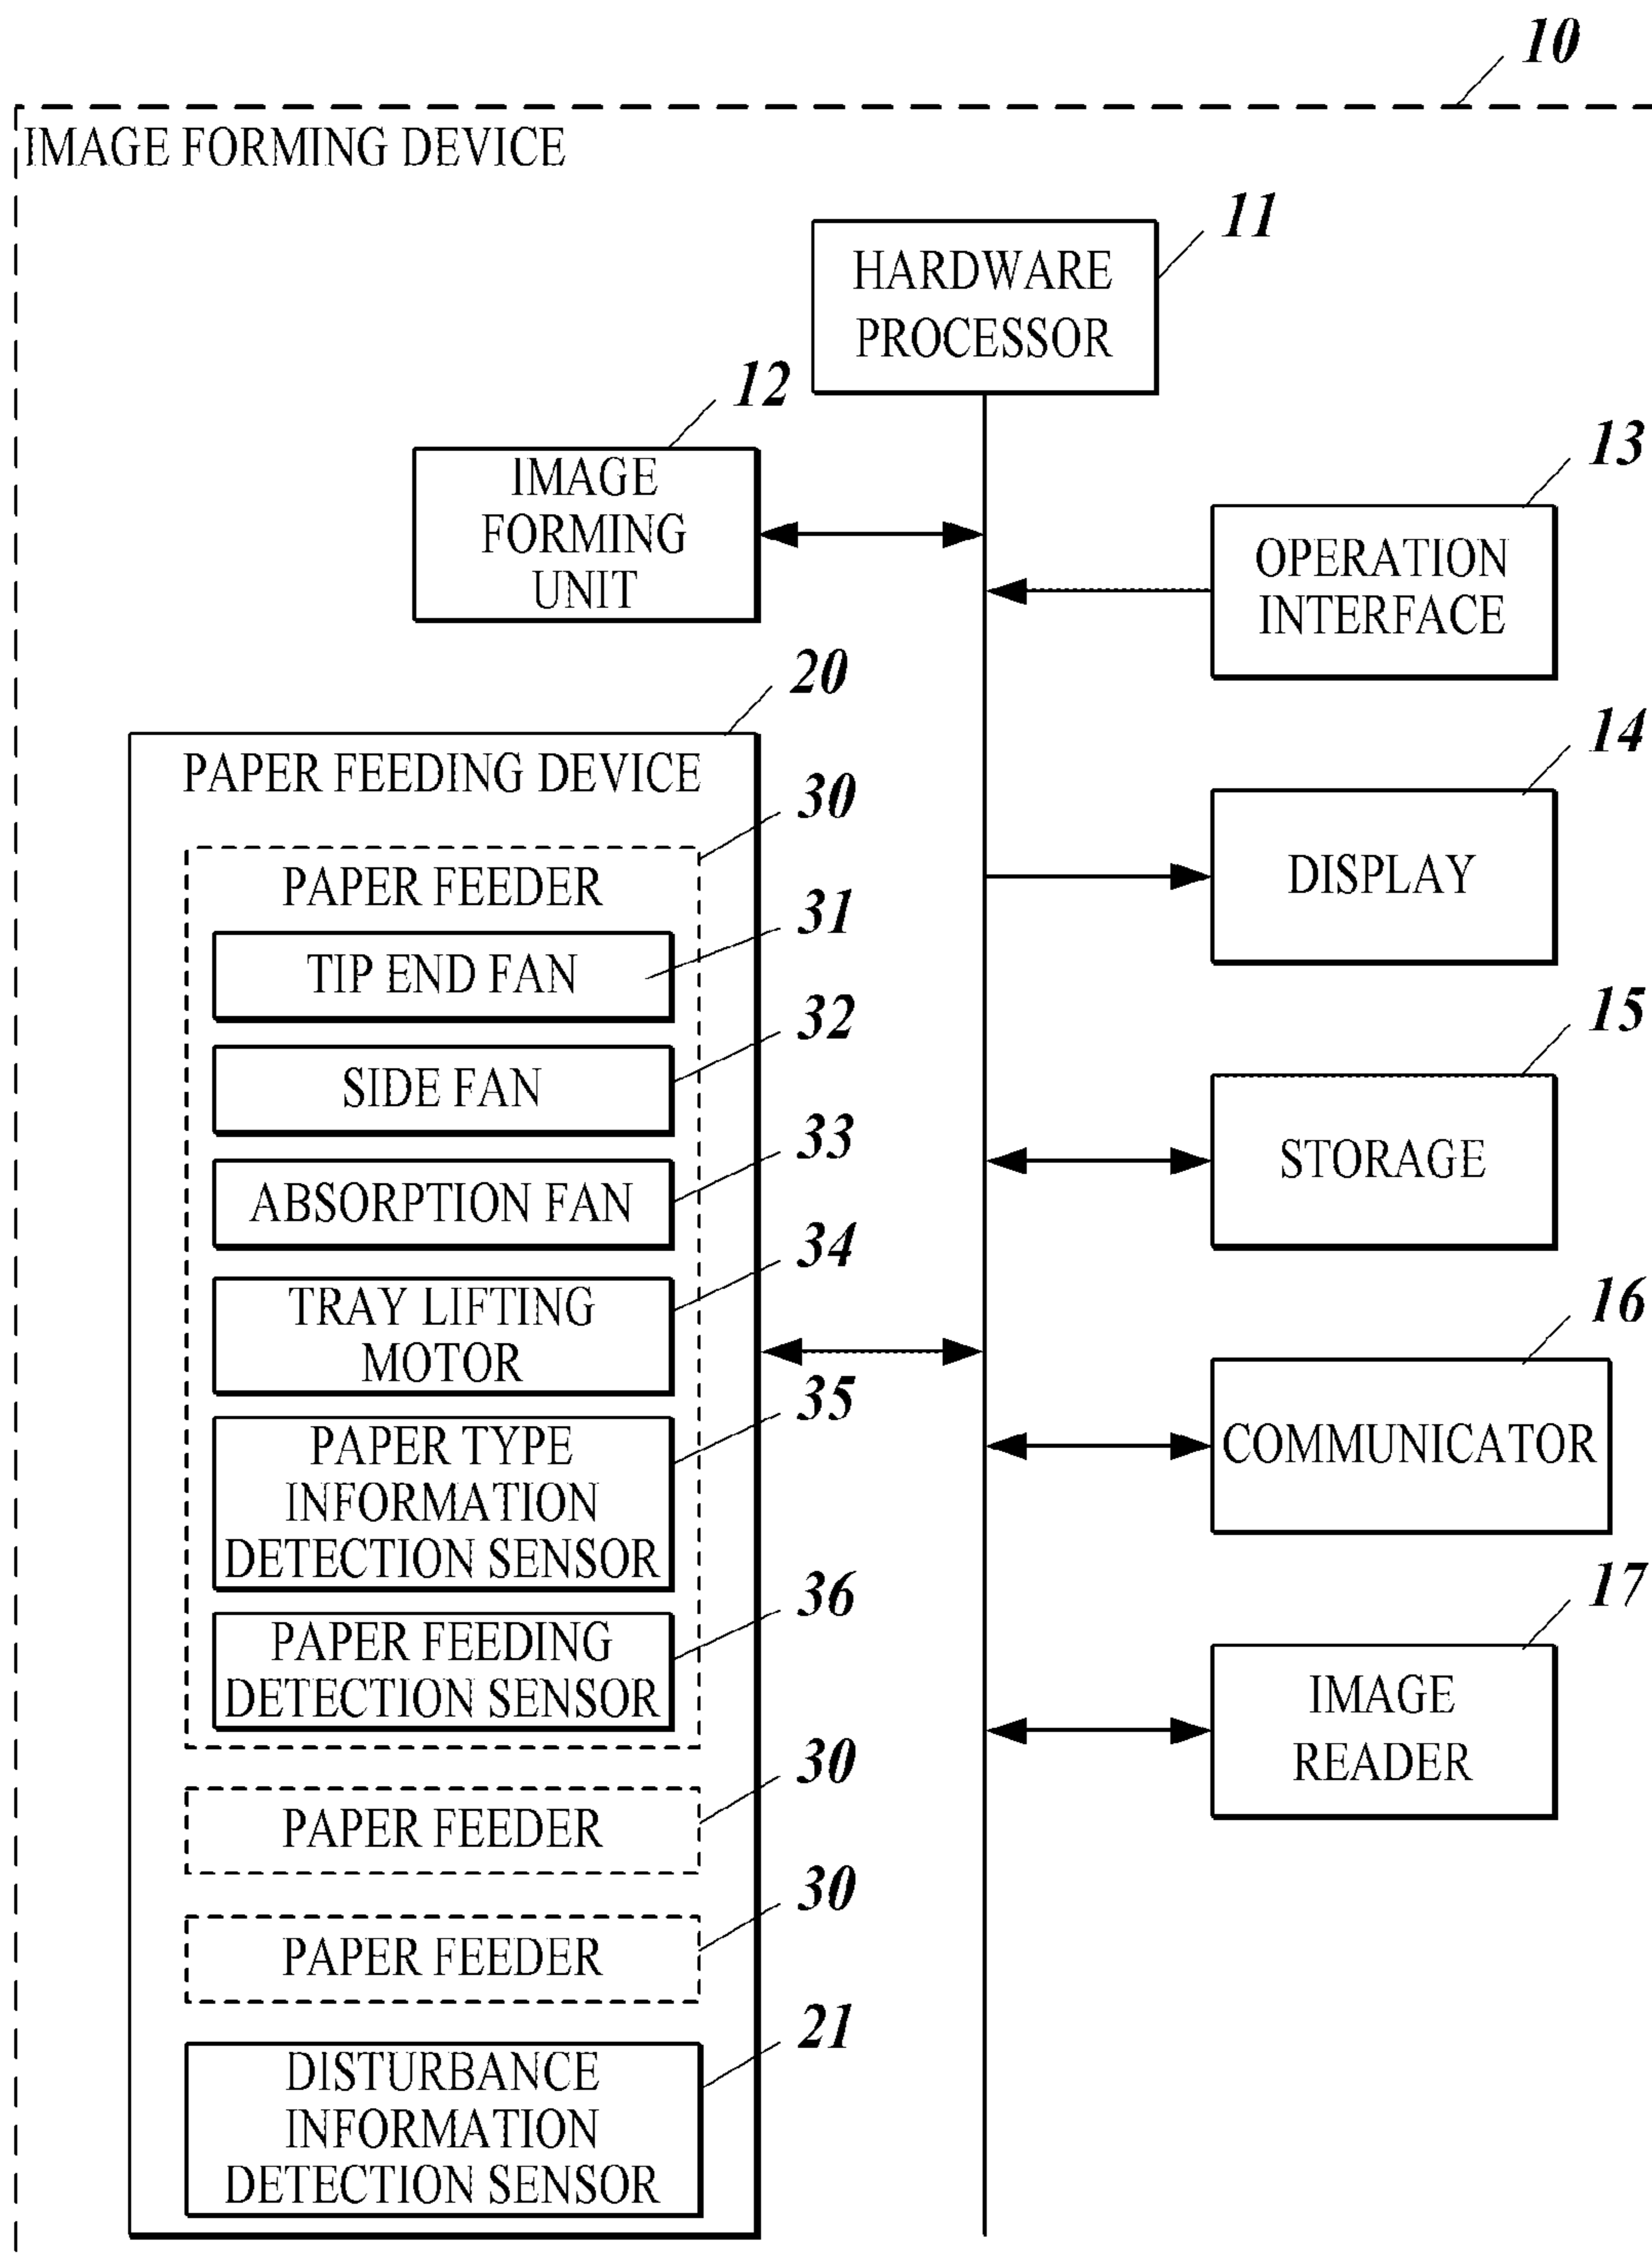 10
IMAGE FORMING DEVICE
11
HARDWARE
PROCESSOR
12
IMAGE
FORMING
UNIT
13
OPERATION
INTERFACE
20
PAPER FEEDING DEVICE
14
DISPLAY
30
PAPER FEEDER
31
TIP END FAN
32
SIDE FAN
15
STORAGE
33
ABSORPTION FAN
34
TRAY LIFTING
MOTOR
16
COMMUNICATOR
35
PAPER TYPE
INFORMATION
DETECTION SENSOR
36
PAPER FEEDING
DETECTION SENSOR
17
IMAGE
READER
30
PAPER FEEDER
30
PAPER FEEDER
21
DISTURBANCE
INFORMATION
DETECTION SENSOR